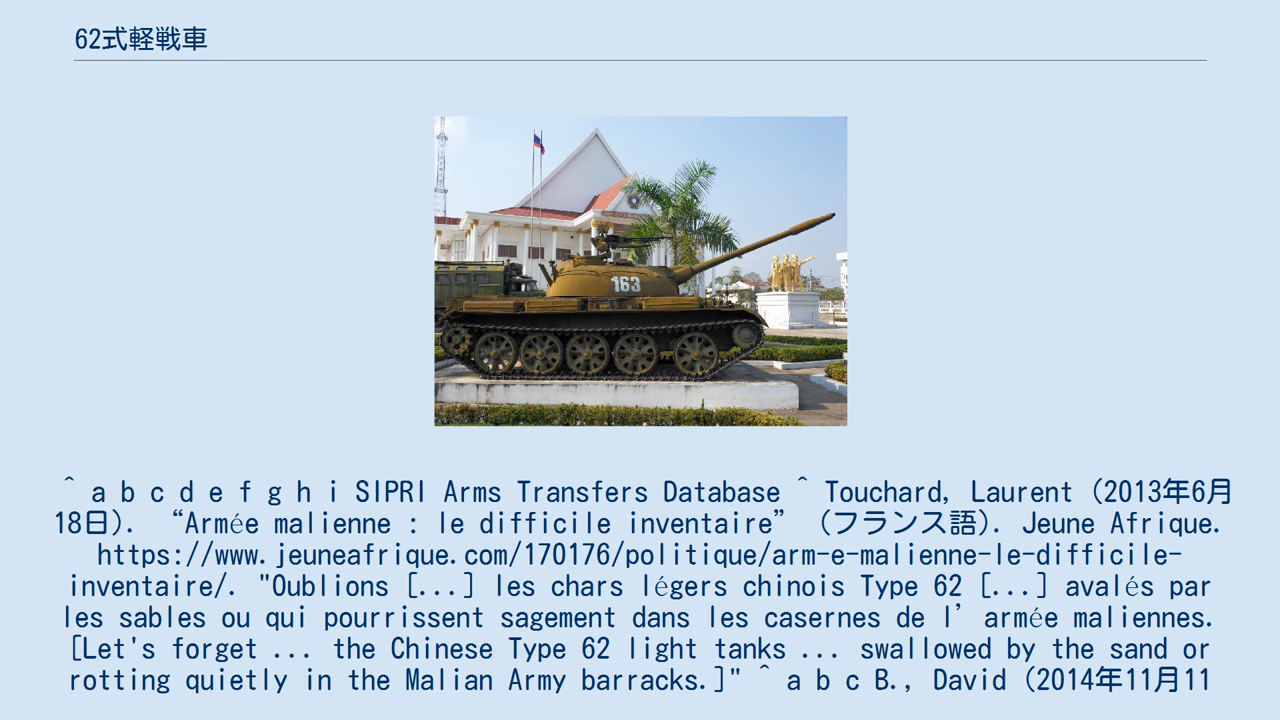 62式軽戦車
163
^ a b c d e f g h i SIPRI Arms Transfers Database ^ Touchard, Laurent (2013年6月
18日). “Armée malienne : le difficile inventaire” (フランス語). Jeune Afrique.
https://www.jeuneafrique.com/170176/politique/arm-e-malienne-le-difficile-
inventaire/. "Oublions [...] les chars légers chinois Type 62 [...] avalés par
les sables ou qui pourrissent sagement dans les casernes de l’armée maliennes.
[Let's forget ... the Chinese Type 62 light tanks ... swallowed by the sand or
rotting quietly in the Malian Army barracks.]" ^ a b c B., David (2014年11月11